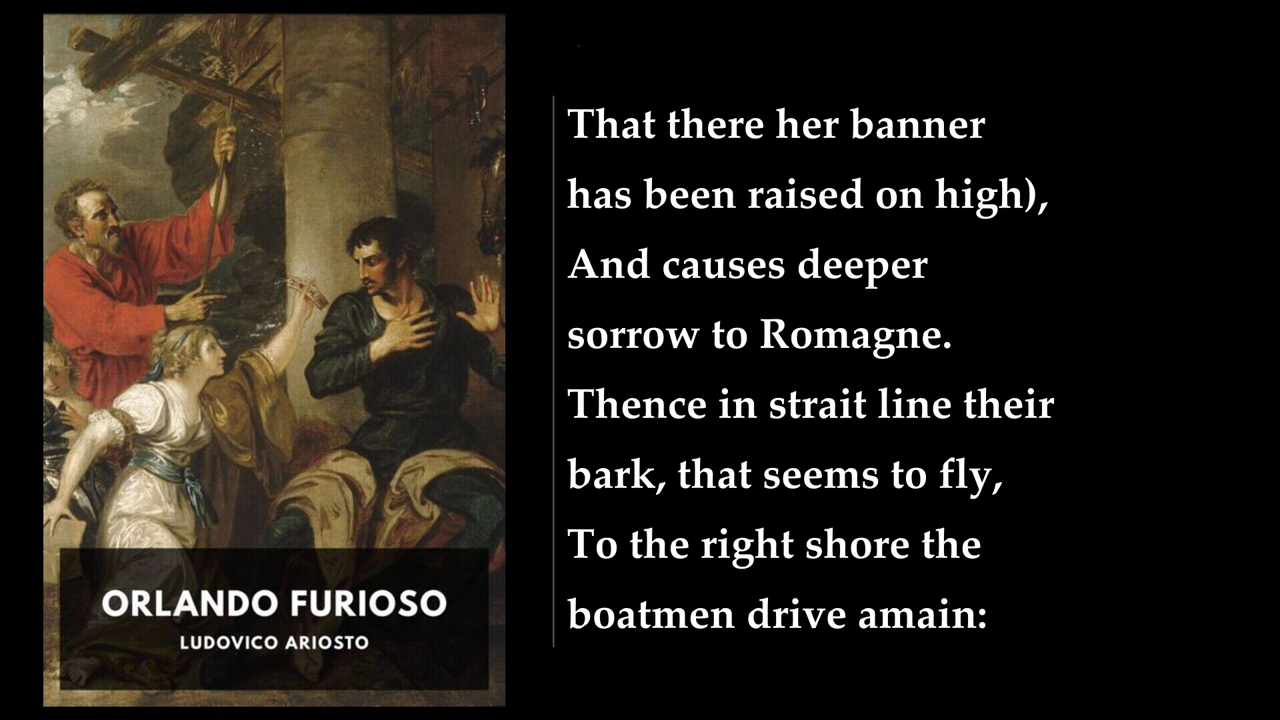 ORLANDO FURIOSO
LUDOVICO ARIOSTO
That there her banner
has been raised on high),
And causes deeper
sorrow to Romagne.
Thence in strait line their
bark, that seems to fly,
To the right shore the
boatmen drive amain: